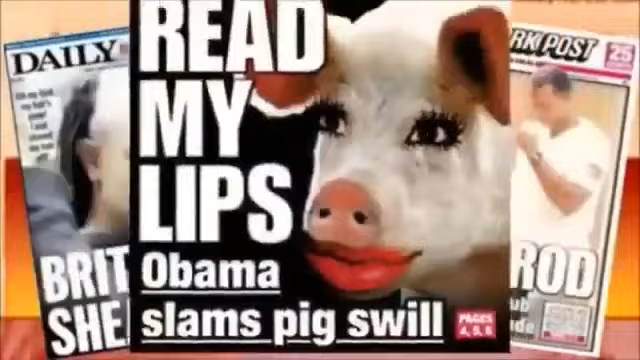 DAILY
READ
MY
LIPS
Obama
slams pig swill
PAGES
4, 5, 6
BRIT
SHE
RK POST
25
ROD